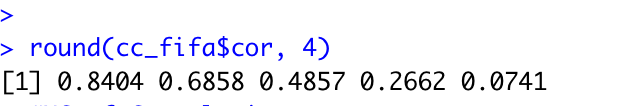 >
> round(cc_fifa$cor, 4)
[1] 0.8404 0.6858 0.4857 0.2662 0.0741